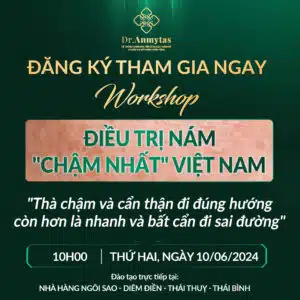 Dr.Anmytas
ĐĂNG KÝ THAM GIA NGAY
Workshop
ĐIỀU TRỊ NÁM
"CHẬM NHẤT" VIỆT NAM
"Thà chậm và cẩn thận đi đúng hướng
còn hơn là nhanh và bất cẩn đi sai đường"
10H00 | THỨ HAI, NGÀY 10/06/2024
Đào tạo trực tiếp tại:
NHÀ HÀNG NGÔI SAO - DIÊM ĐIỀN - THÁI THUỴ - THÁI BÌNH